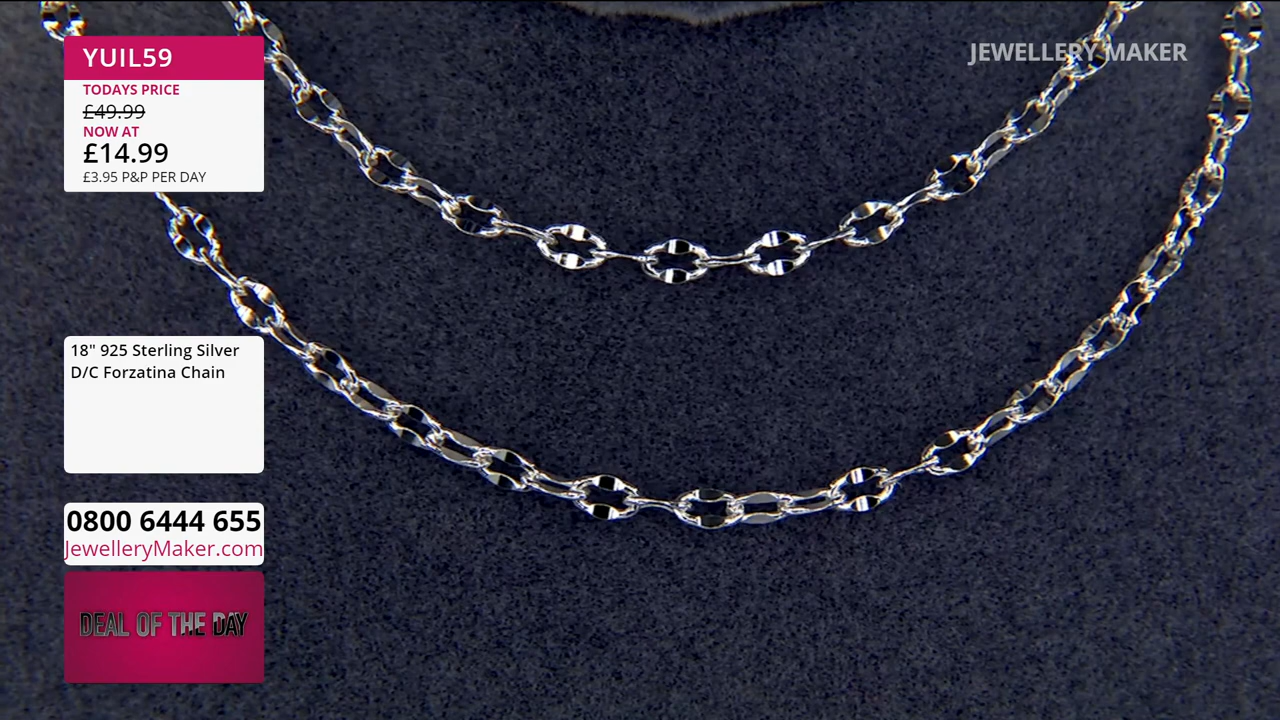 YUIL59
TODAYS PRICE
£49.99
NOW AT
£14.99
£3.95 P&P PER DAY
JEWELLERY MAKER
18" 925 Sterling Silver
D/C Forzatina Chain
0800 6444 655
JewelleryMaker.com
DEAL OF THE DAY